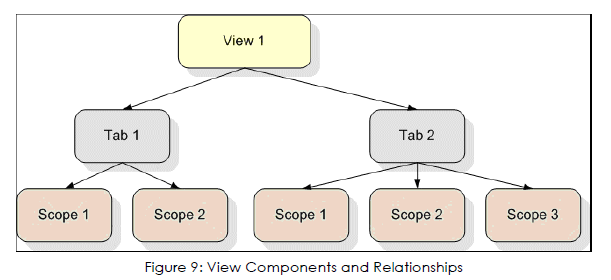 View 1
Tab 1
Tab 2
Scope 1
Scope 2
Scope 1
Scope 2
Scope 3
Figure 9: View Components and Relationships